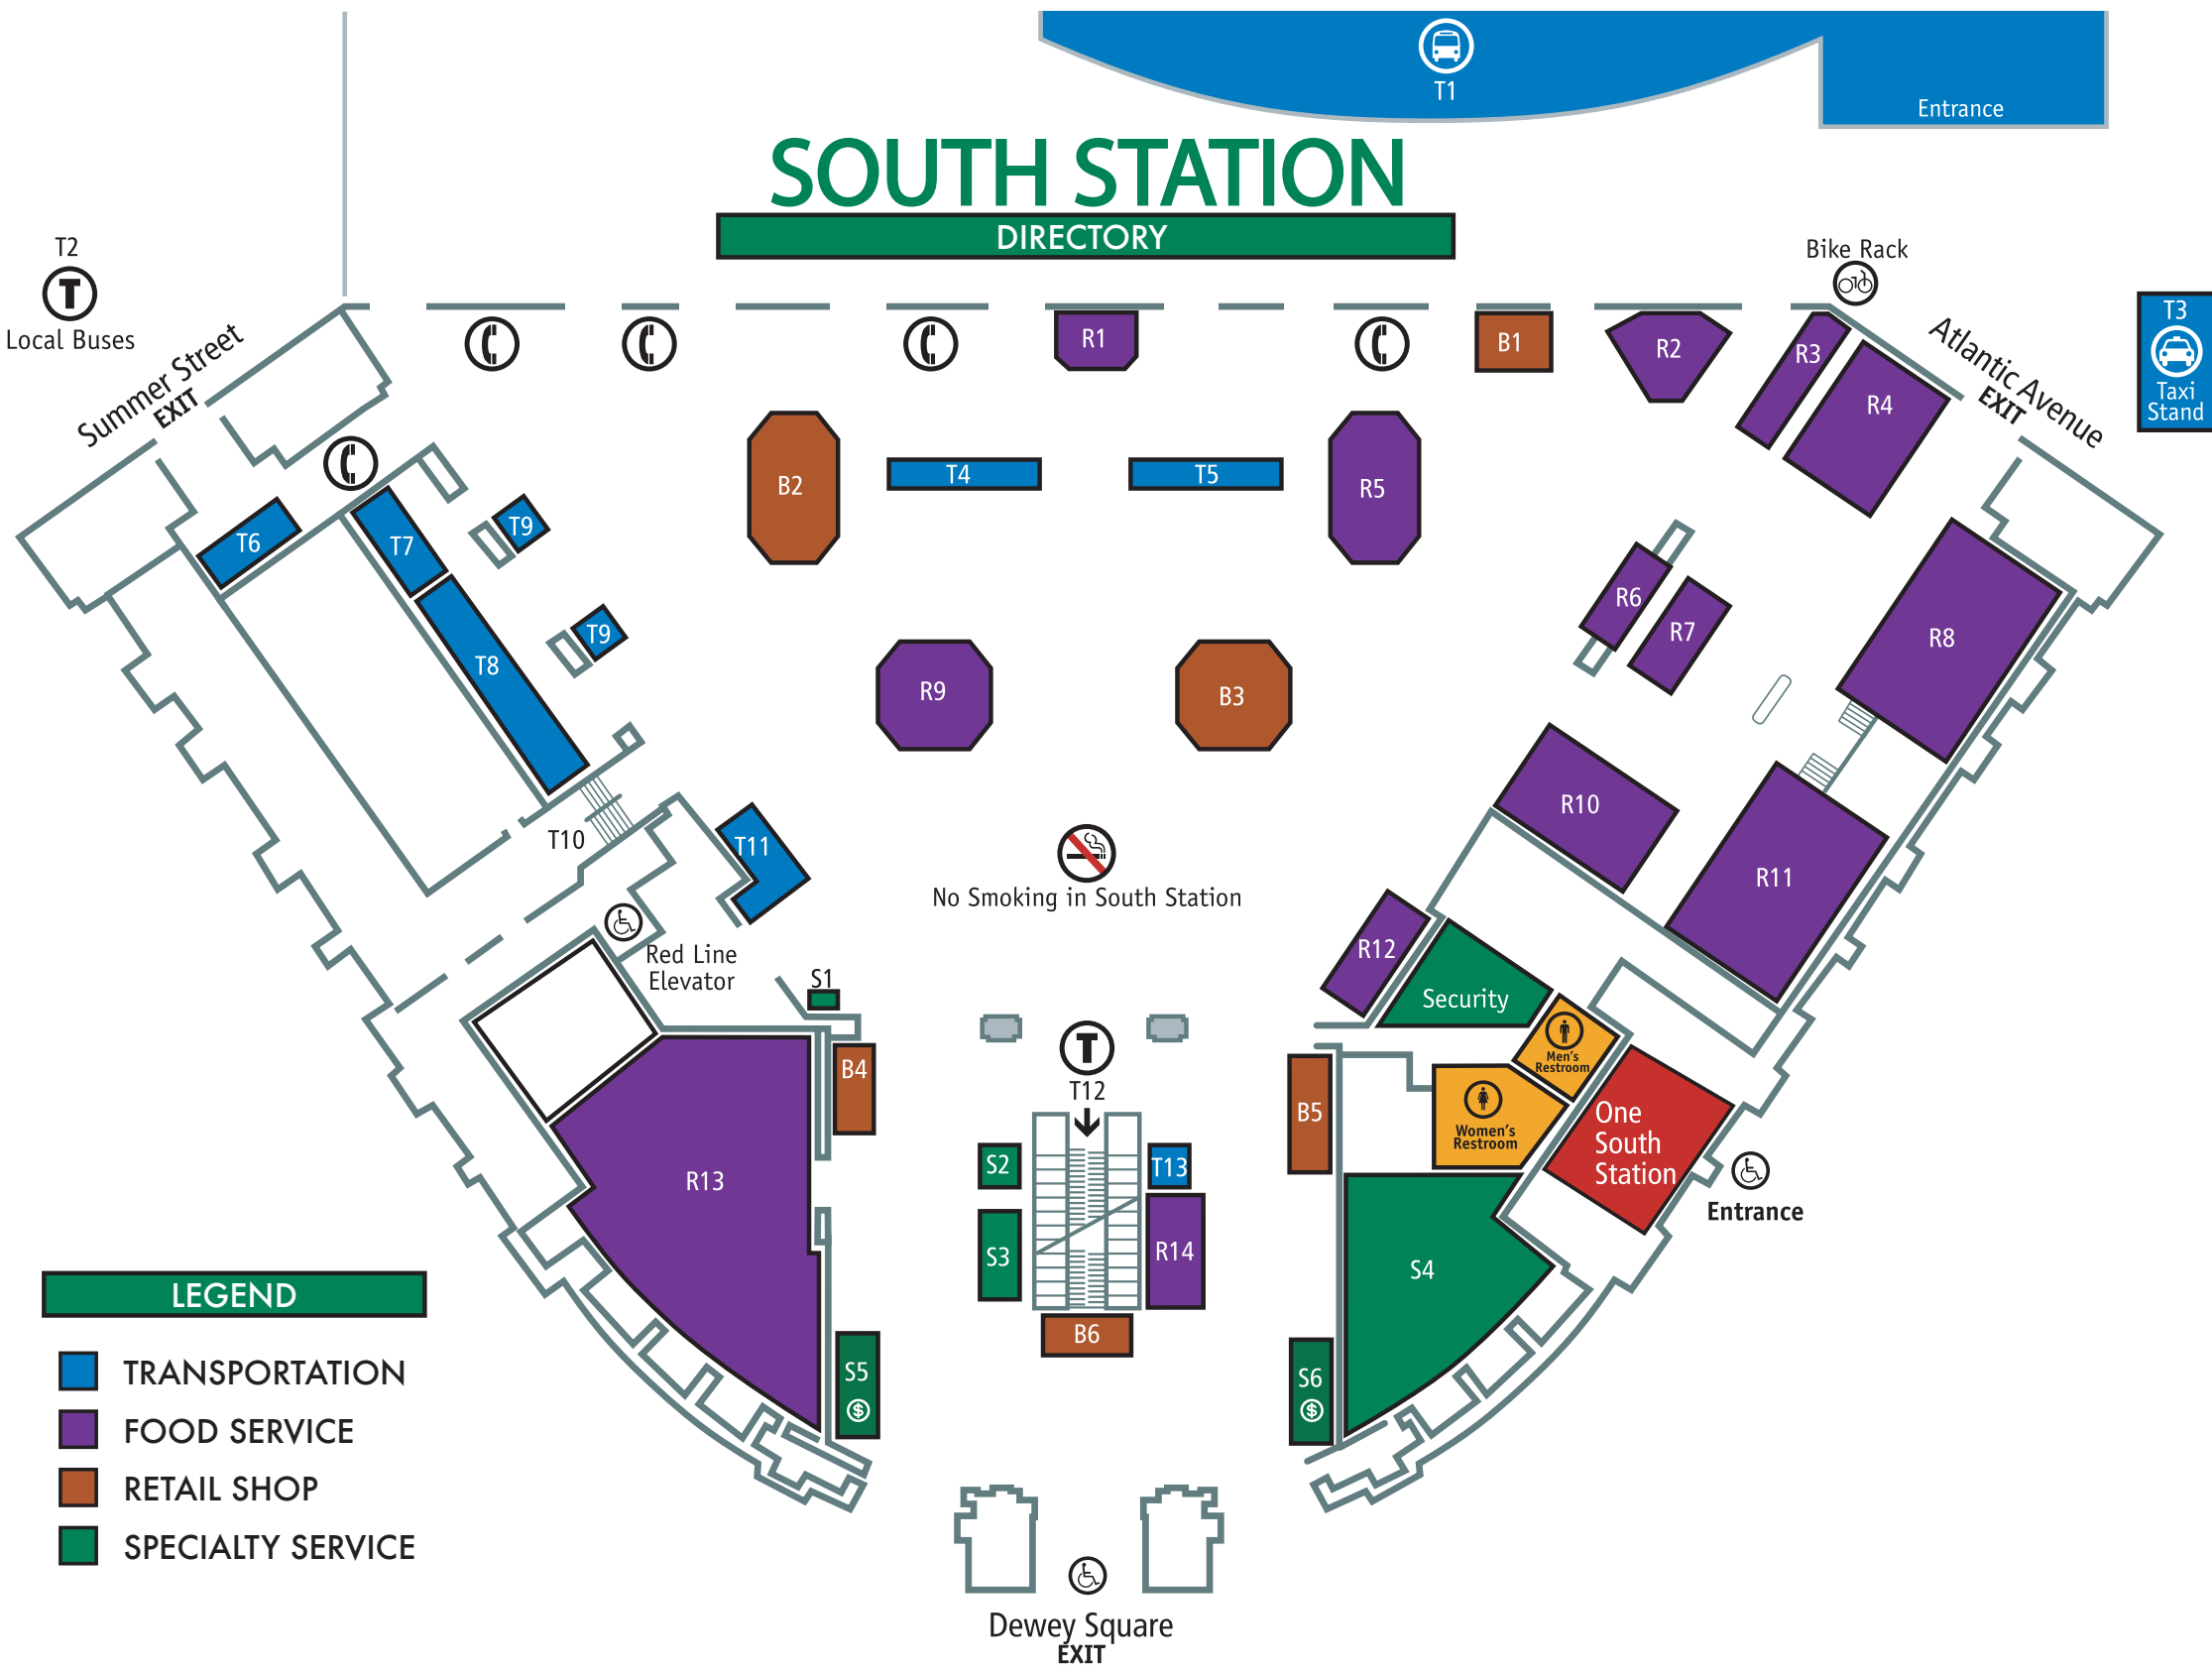 T1
Entrance
SOUTH STATION
DIRECTORY
T2
T
Local Buses
Summer Street
EXIT
Bike Rack
Atlantic Avenue
EXIT
T3
Taxi
Stand
R1
B1
R2
R3
R4
B2
T4
T5
R5
T6
T7
T9
T8
T9
R6
R7
R8
R9
B3
T10
T11
R10
R11
No Smoking in South Station
Red Line
Elevator
S1
R12
Security
Men's
Restroom
Women's
Restroom
One
South
Station
Entrance
T
T12
B4
B5
R13
S2
T13
S3
R14
B6
S4
S5
$
S6
$
LEGEND
TRANSPORTATION
FOOD SERVICE
RETAIL SHOP
SPECIALTY SERVICE
Dewey Square
EXIT